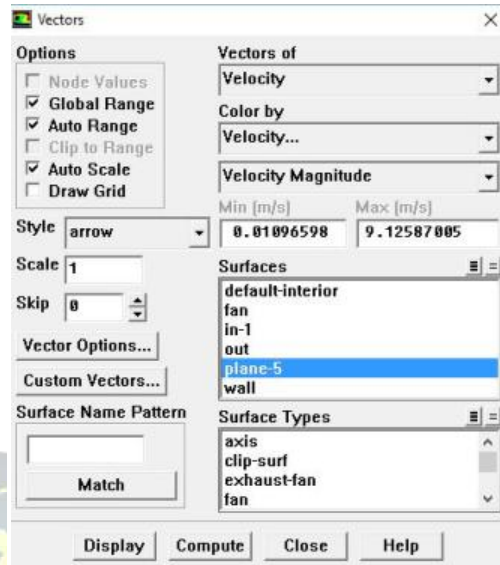 Vectors
Options
Node Values
Global Range
Auto Range
Clip to Range
Auto Scale
Draw Grid
Style arrow
Scale 1
Skip 0
Vector Options...
Custom Vectors...
Surface Name Pattern
Match
Vectors of
Velocity
Color by
Velocity...
Velocity Magnitude
Min (m/s) Max (m/s)
0.01096598 9.12587005
Surfaces
default-interior
fan
in-1
out
plane-5
wall
Surface Types
axis
clip-surf
exhaust-fan
fan
Display Compute Close Help